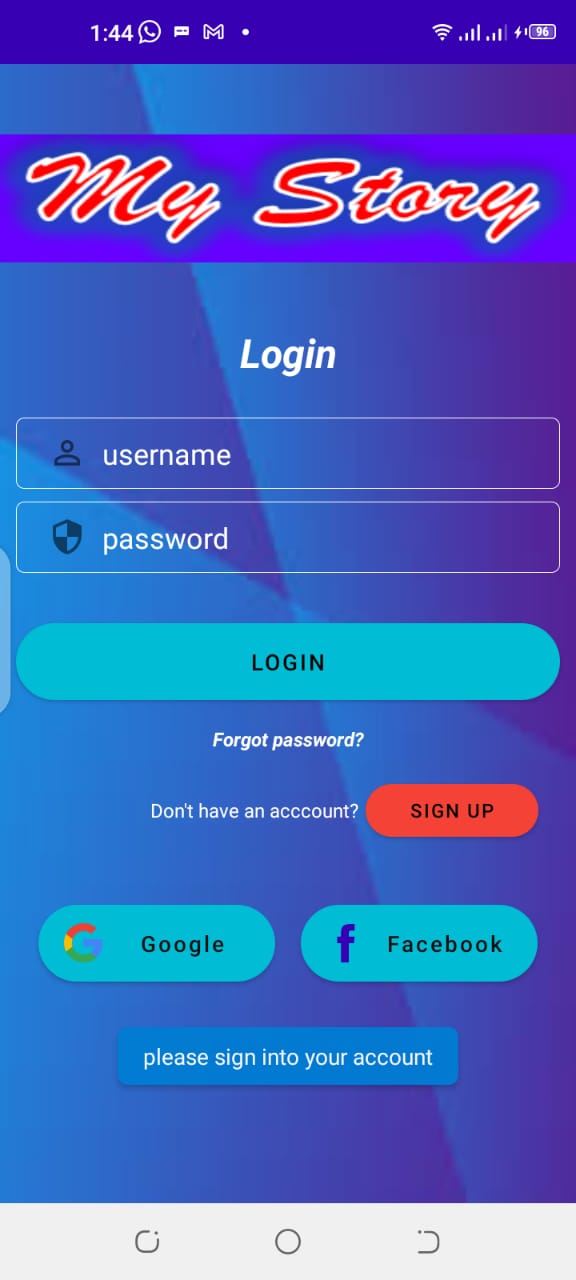 1:44
96
My Story
Login
username
password
LOGIN
Forgot password?
Don't have an acccout?
SIGN UP
Google
Facebook
please sign into your account